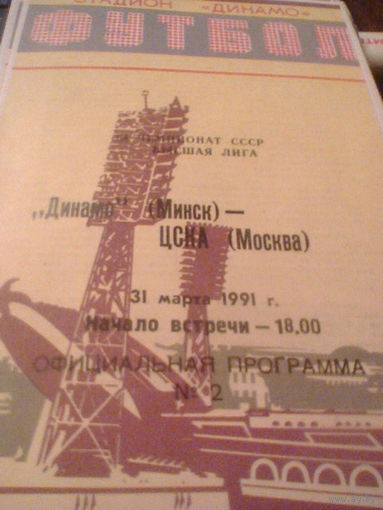 СТАДИОН «ДИНАМО»
ФУТБОЛ
ЧЕМПИОНАТ СССР
ВЫСШАЯ ЛИГА
„Динамо” (Минск) —
ЦСКА (Москва)
31 марта 1991 г.
Начало встречи — 18.00
ОФИЦИАЛЬНАЯ ПРОГРАММА
№ 2